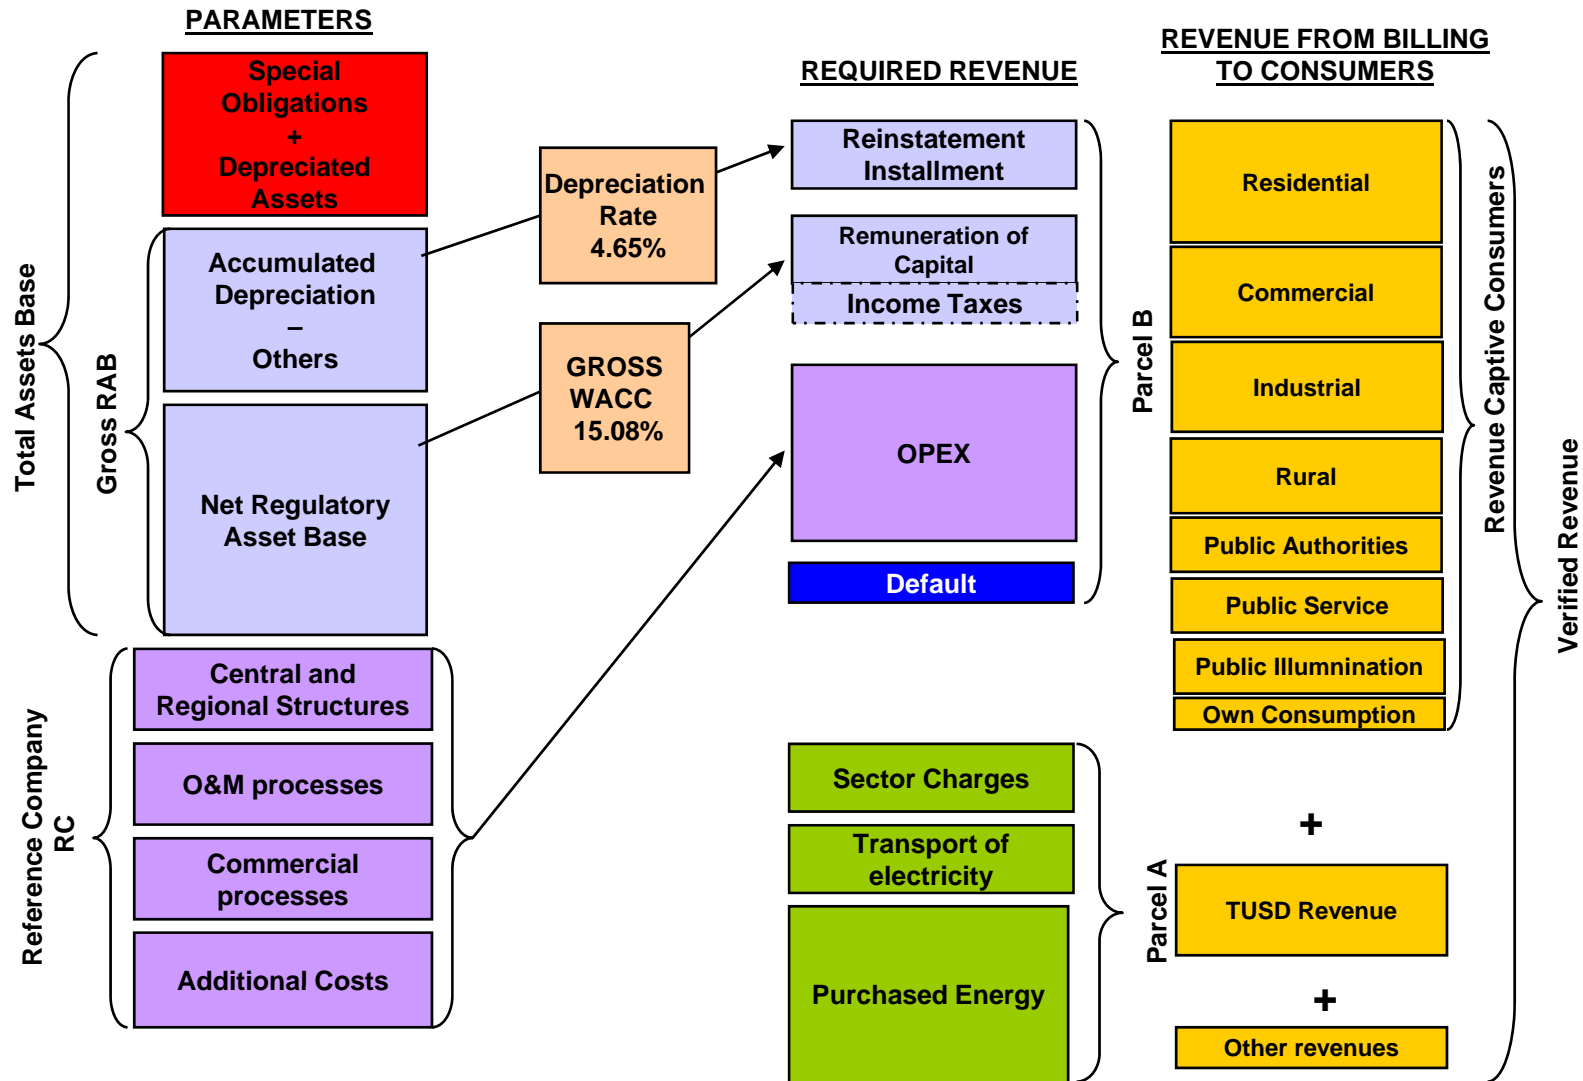 PARAMETERS
Special
Obligations
+
Depreciated
Assets
Accumulated
Depreciation
–
Others
Net Regulatory
Asset Base
Total Assets Base
Gross RAB
Central and
Regional Structures
O&M processes
Commercial
processes
Additional Costs
Reference Company
RC
Depreciation
Rate
4.65%
GROSS
WACC
15.08%
REQUIRED REVENUE
Reinstatement
Installment
Remuneration of
Capital
Income Taxes
OPEX
Default
Parcel B
Sector Charges
Transport of
electricity
Purchased Energy
Parcel A
REVENUE FROM BILLING
TO CONSUMERS
Residential
Commercial
Industrial
Rural
Public Authorities
Public Service
Public Illumnination
Own Consumption
Revenue Captive Consumers
+
TUSD Revenue
+
Other revenues
Verified Revenue